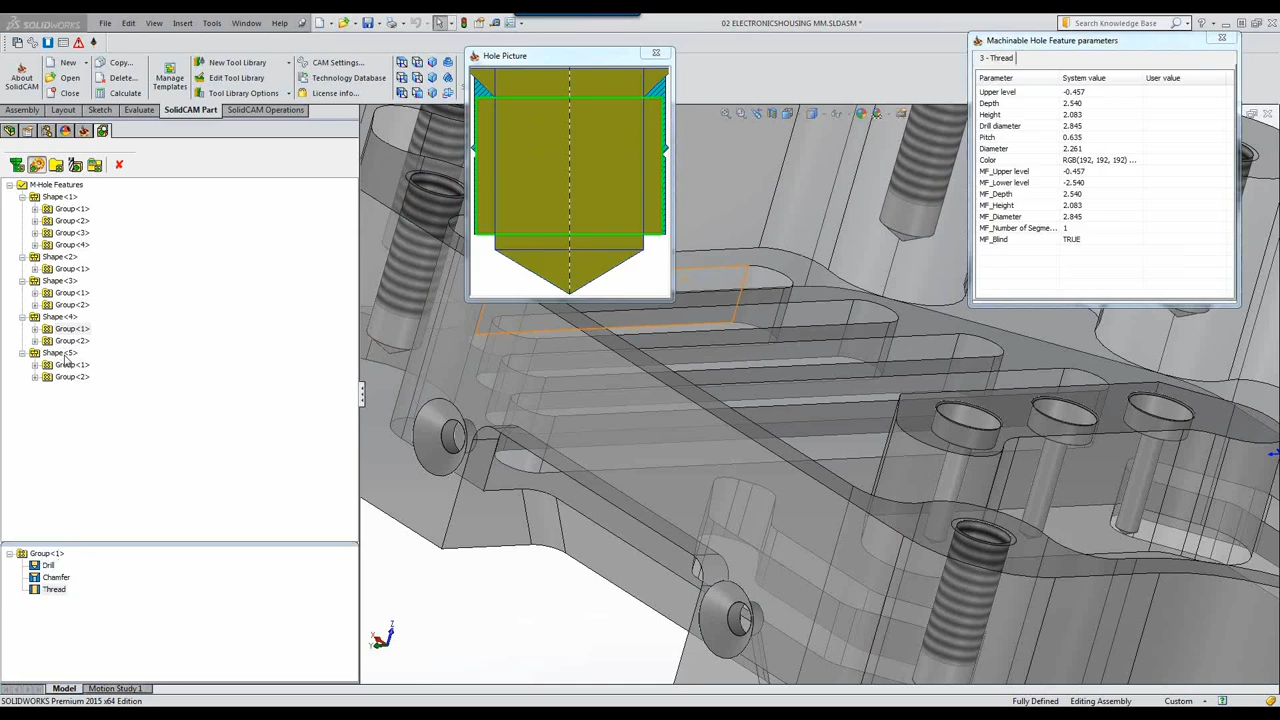 SOLIDWORKS
File Edit View Insert Tools Window Help
02 ELECTRONICSHOUSING MM.SLDASM
Search Knowledge Base
About SolidCAM
New
Open
Close
Copy...
Delete...
Calculate
Manage Templates
New Tool Library
Edit Tool Library
Tool Library Options
CAM Settings...
Technology Database
License info...
Assembly Layout Sketch Evaluate SolidCAM Part SolidCAM Operations
M-Hole Features
Shape<1>
Group<1>
Group<2>
Group<3>
Group<4>
Shape<2>
Group<1>
Shape<3>
Group<1>
Group<2>
Shape<4>
Group<1>
Group<2>
Shape<5>
Group<1>
Group<2>
Group<1>
Drill
Chamfer
Thread
Hole Picture
Machinable Hole Feature parameters
3 - Thread
Parameter System value User value
Upper level -0.457
Depth 2.540
Height 2.083
Drill diameter 2.845
Pitch 0.635
Diameter 2.261
Color RGB(192, 192, 192) ...
MF_Upper level -0.457
MF_Lower level -2.540
MF_Depth 2.540
MF_Height 2.083
MF_Diameter 2.845
MF_Number of Segme... 1
MF_Blind TRUE
Z
X
Y
Model Motion Study 1
SOLIDWORKS Premium 2015 x64 Edition
Fully Defined Editing Assembly Custom